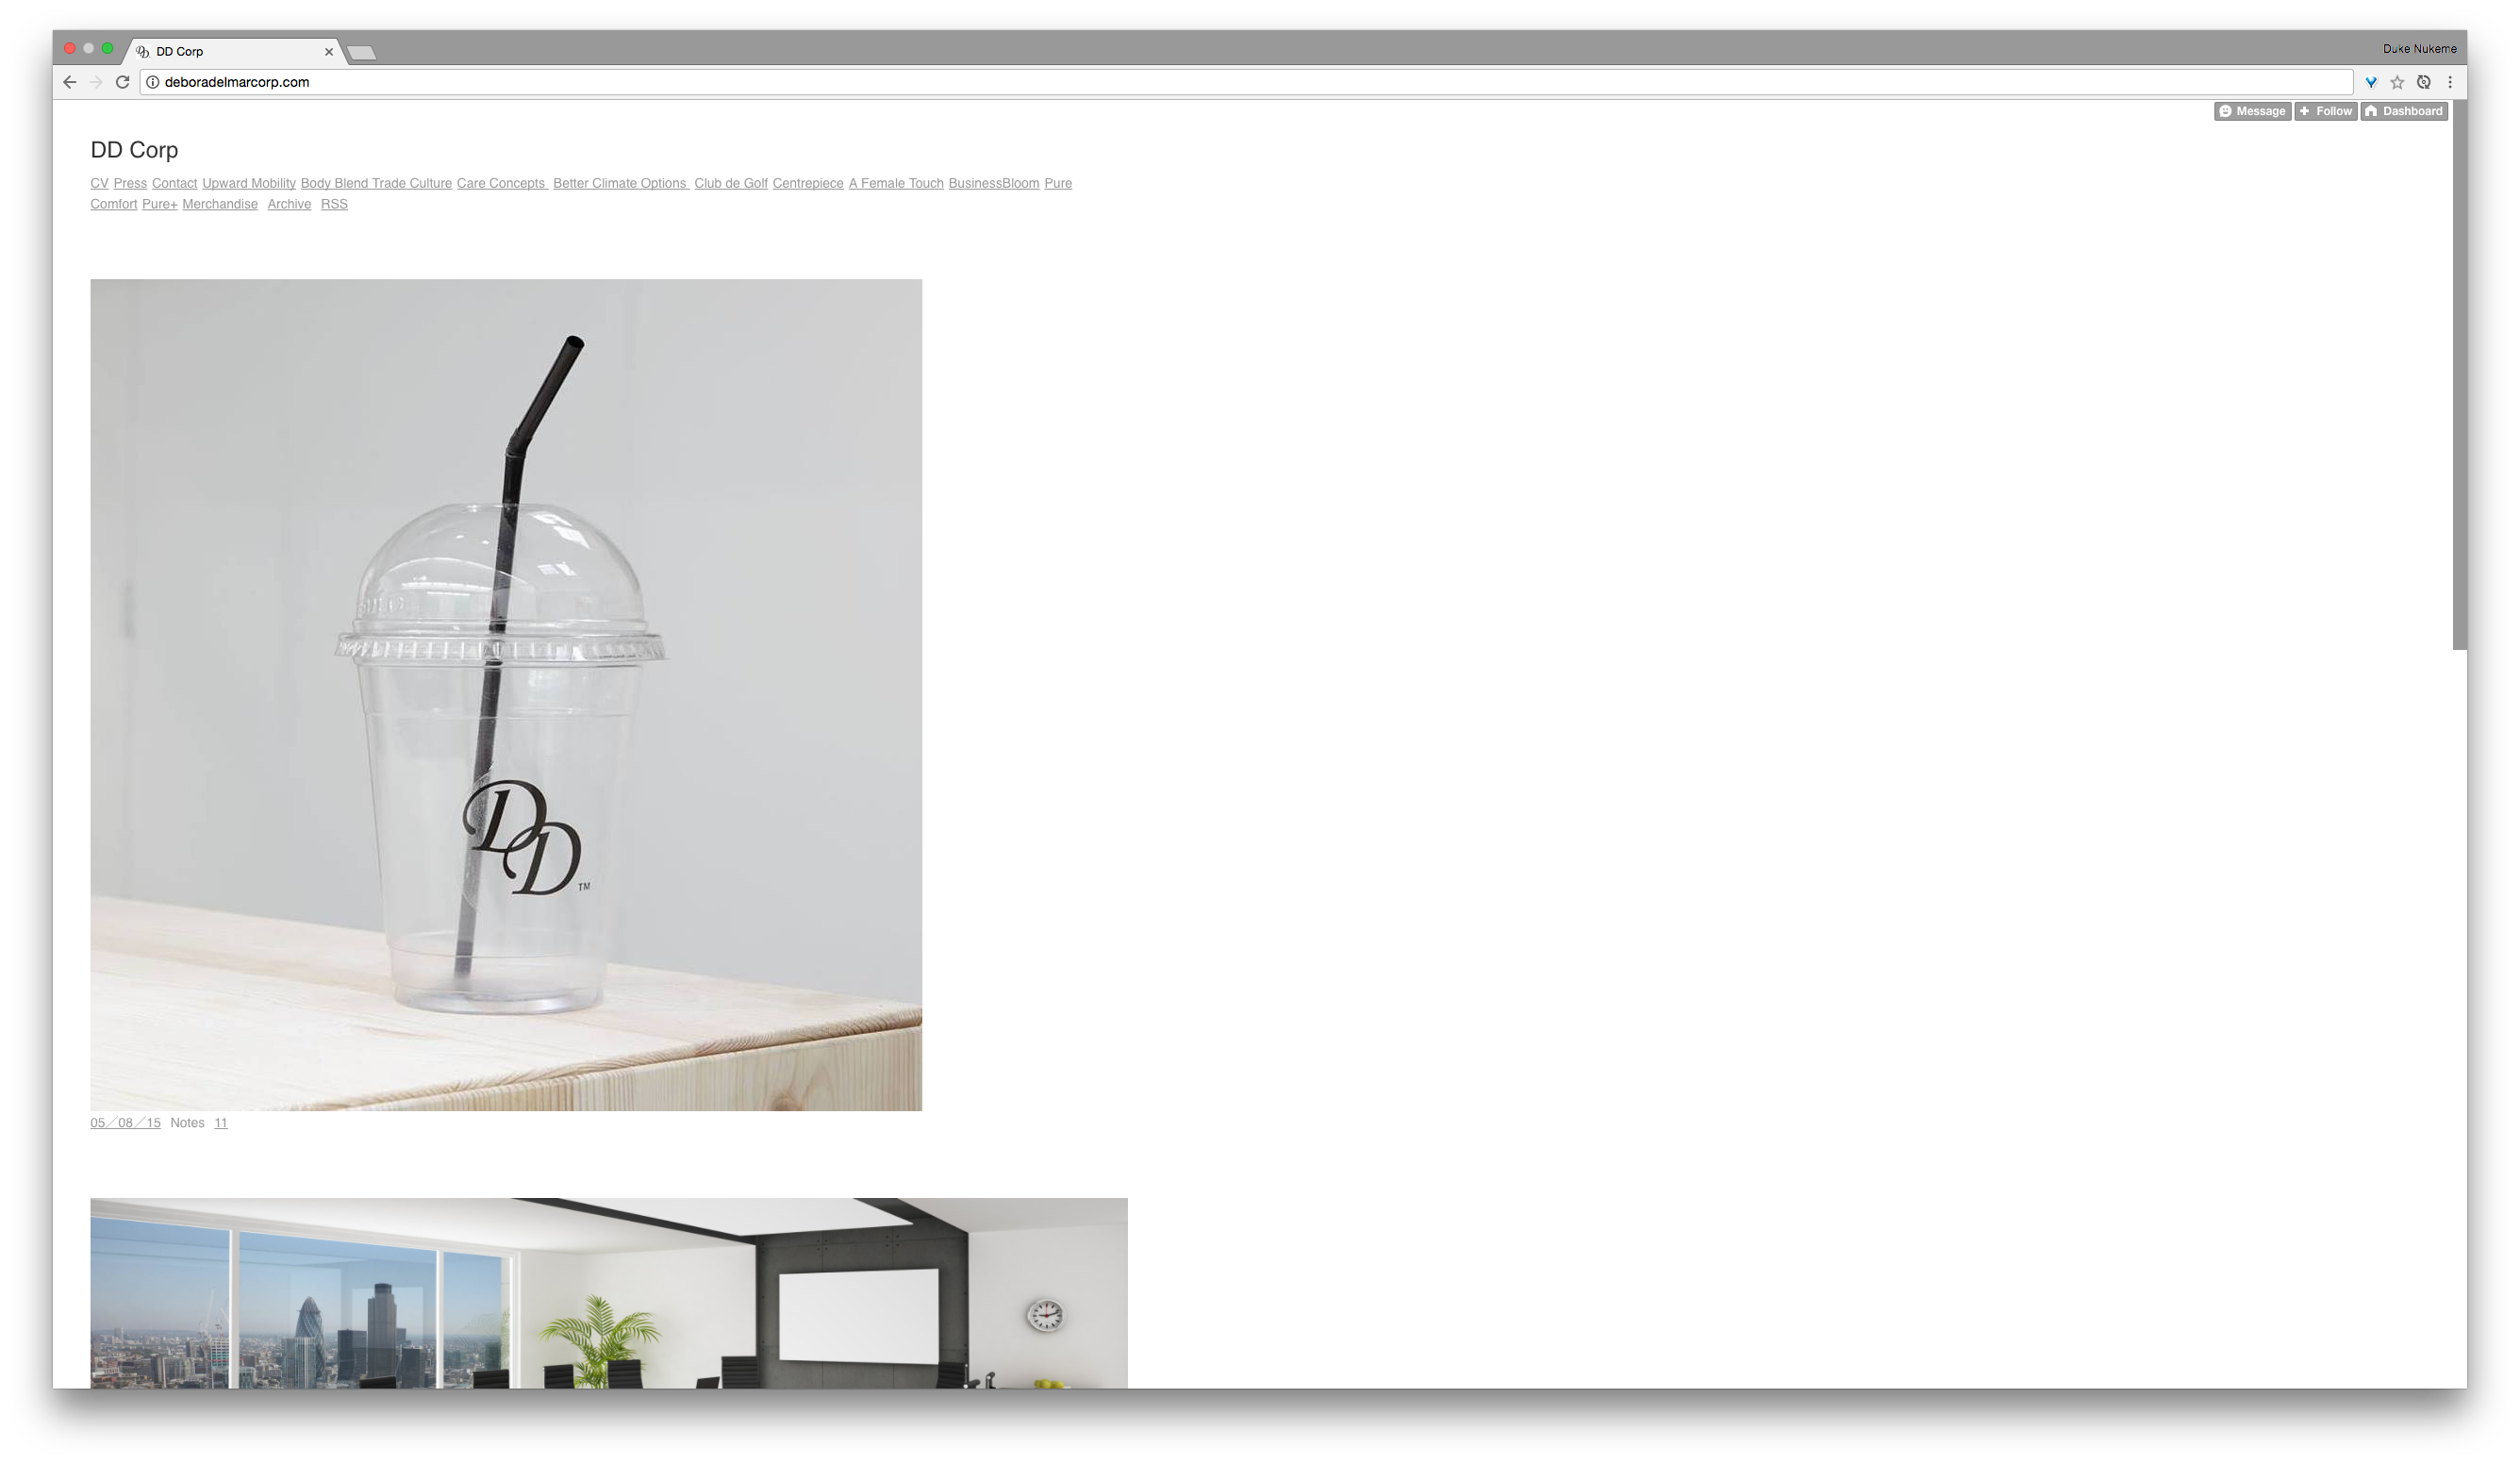 DD Corp
Duke Nukeme
deboradelmarcorp.com
Message Follow Dashboard
DD Corp
CV Press Contact Upward Mobility Body Blend Trade Culture Care Concepts Better Climate Options Club de Golf Centrepiece A Female Touch BusinessBloom Pure
Comfort Pure+ Merchandise Archive RSS
DD
TM
05／08／15 Notes 11